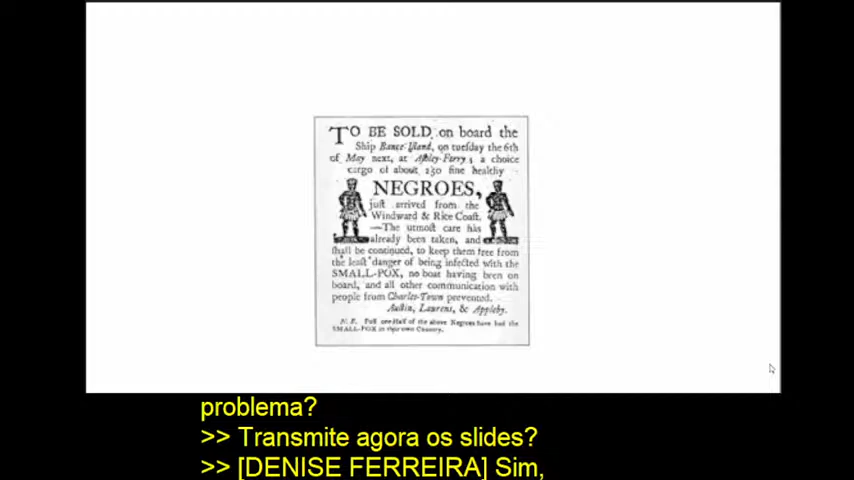 TO BE SOLD, on board the
Ship Bance-Iſland, on tueſday the 6th
of May next, at Aſhley-Ferry; a choice
cargo of about 250 fine healthy
NEGROES,
juſt arrived from the
Windward & Rice Coaſt.
—The utmoſt care has
already been taken, and
ſhall be continued, to keep them free from
the leaſt danger of being infected with the
SMALL-POX, no boat having been on
board, and all other communication with
people from Charles-Town prevented.
Auſtin, Laurens, & Appleby.
N. B. Full one Half of the above Negroes have had the
SMALL-POX in their own Country.
problema?
>> Transmite agora os slides?
>> [DENISE FERREIRA] Sim,